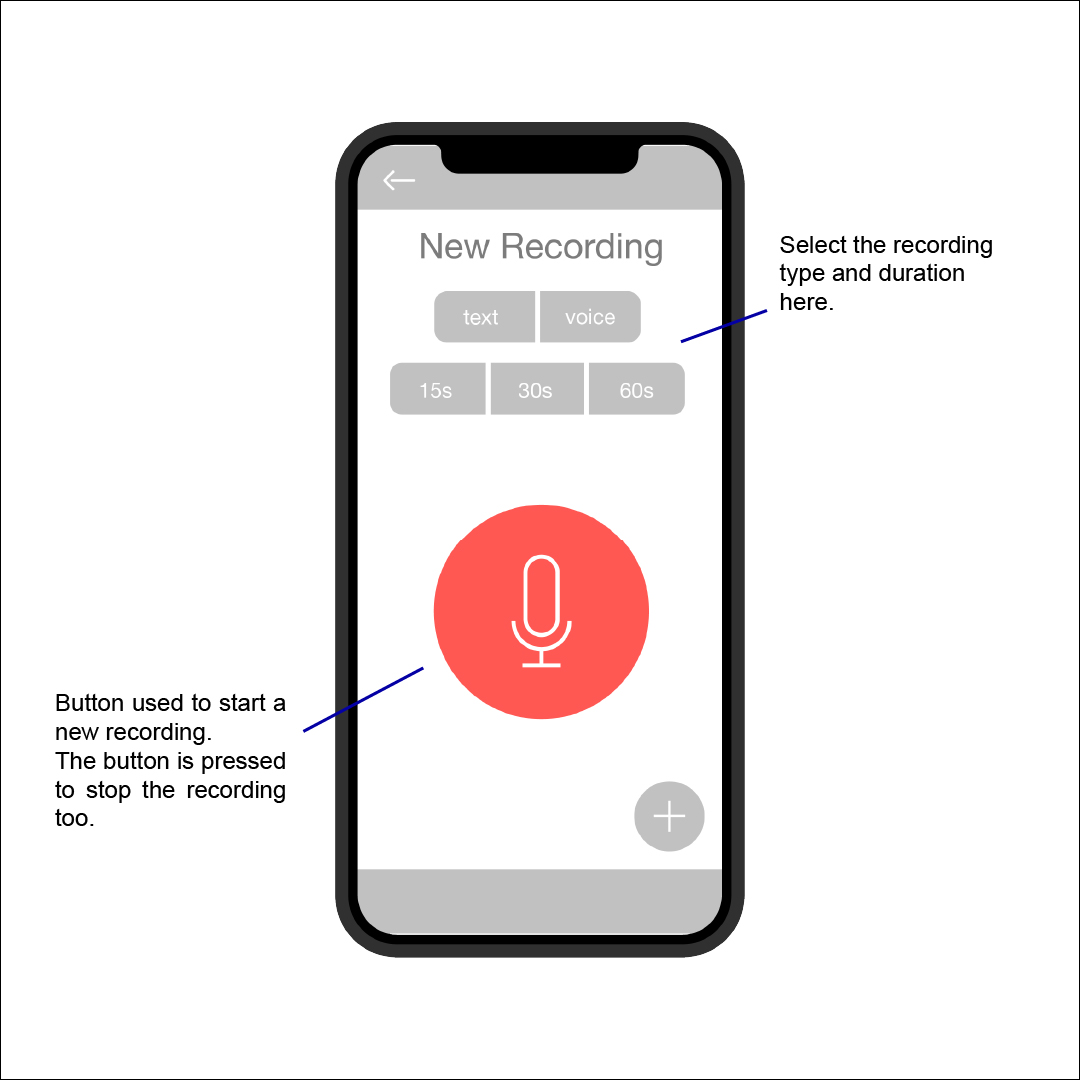 New Recording
Select the recording
type and duration
here.
text voice
15s 30s 60s
Button used to start a
new recording.
The button is pressed
to stop the recording
too.